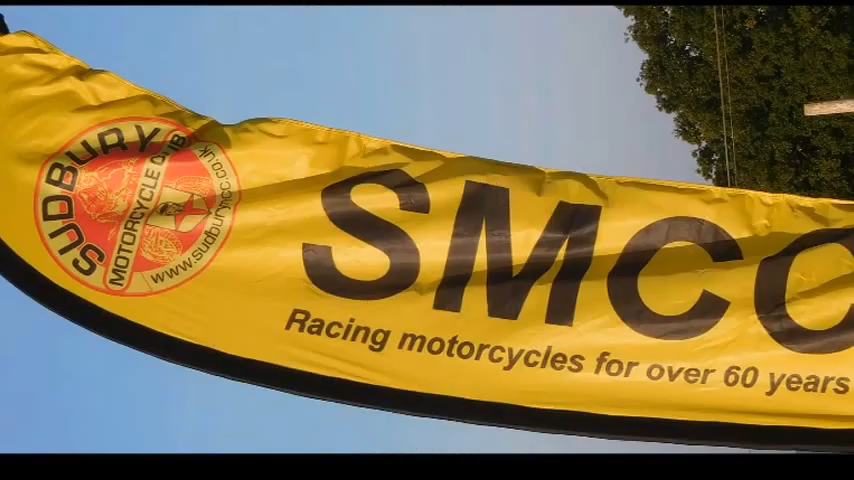 SUDBURY
MOTORCYCLE CLUB
www.sudburymcc.co.uk
SMCC
Racing motorcycles for over 60 years